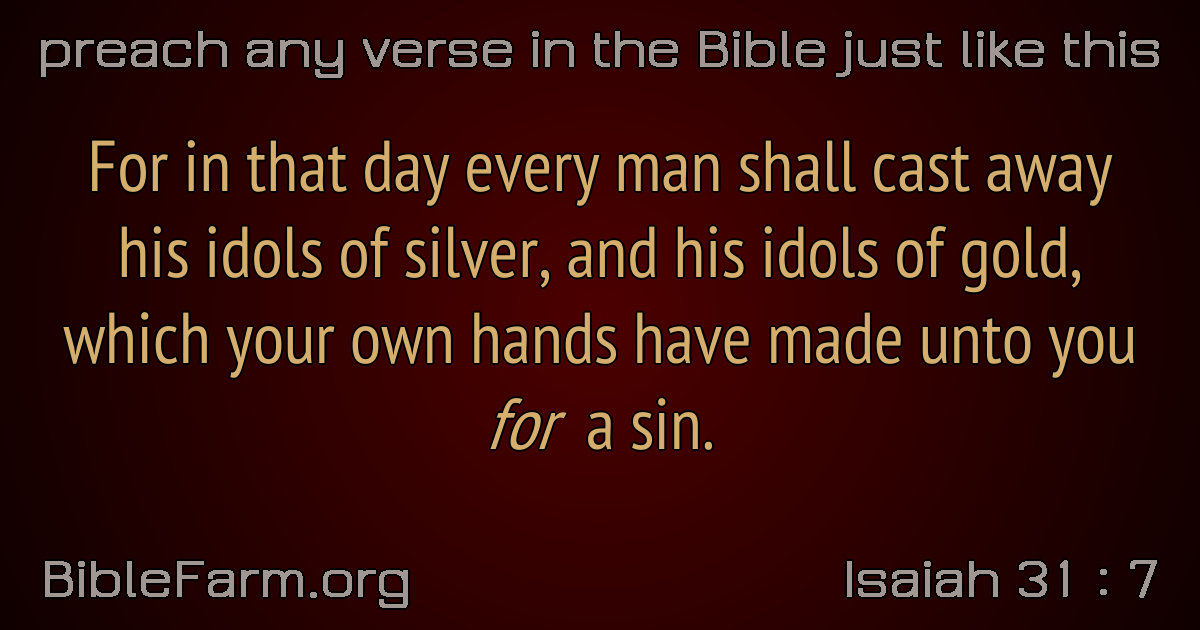 preach any verse in the Bible just like this
For in that day every man shall cast away
his idols of silver, and his idols of gold,
which your own hands have made unto you
for a sin.
BibleFarm.org
Isaiah 31 : 7